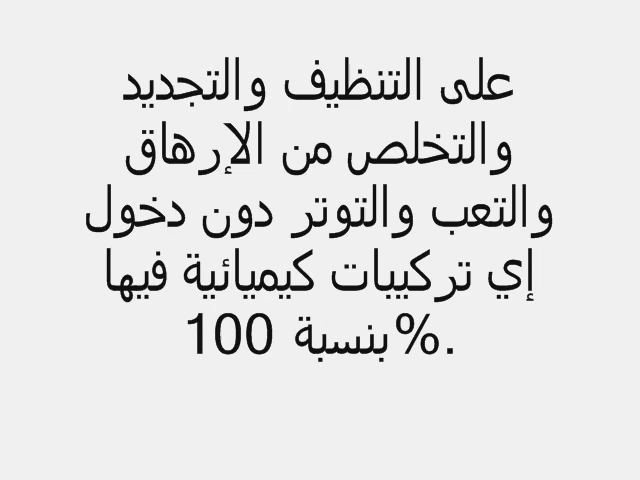 على التنظيف والتجديد
والتخلص من الإرهاق
والتعب والتوتر دون دخول
إي تركيبات كيميائية فيها
.%بنسبة 100